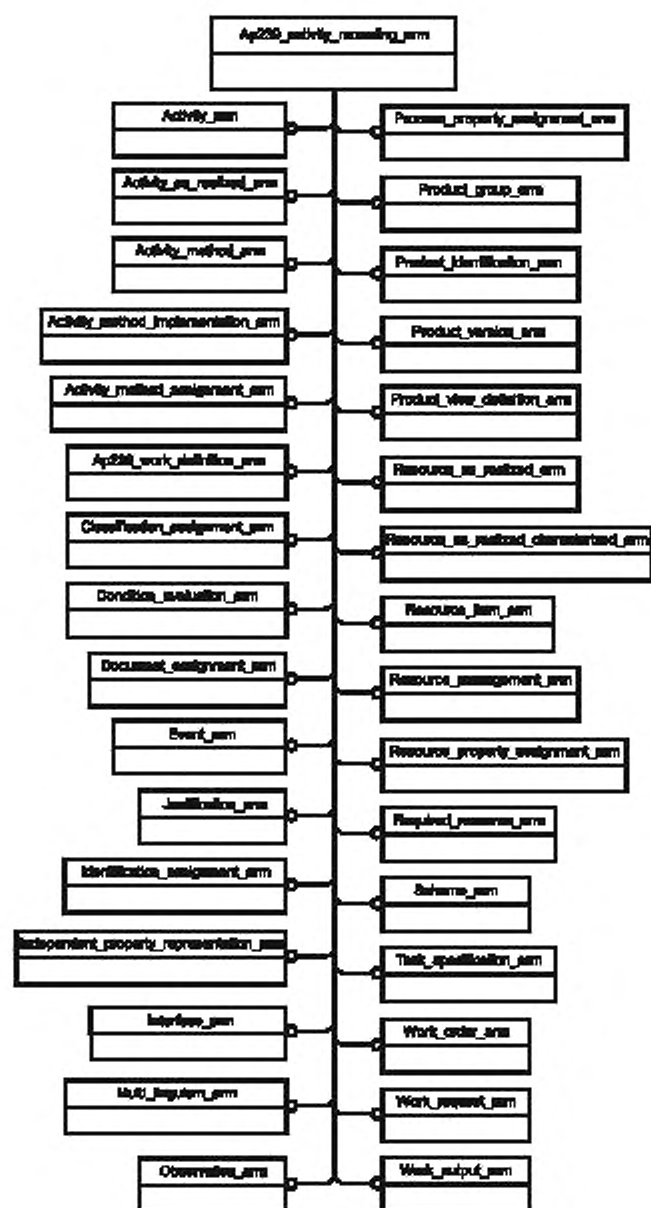 Ap239_activity_recording_arm
Activity_arm
Activity_as_realized_arm
Activity_method_arm
Activity_method_implementation_arm
Activity_method_assignment_arm
Ap239_work_definition_arm
Classification_assignment_arm
Condition_evaluation_arm
Document_assignment_arm
Event_arm
Justification_arm
Identification_assignment_arm
Independent_property_representation_arm
Interface_arm
Multi_linguism_arm
Observation_arm
Process_property_assignment_arm
Product_group_arm
Product_identification_arm
Product_version_arm
Product_view_definition_arm
Resource_as_realized_arm
Resource_as_realized_characterized_arm
Resource_item_arm
Resource_management_arm
Resource_property_assignment_arm
Required_resource_arm
Scheme_arm
Task_specification_arm
Work_order_arm
Work_request_arm
Work_output_arm